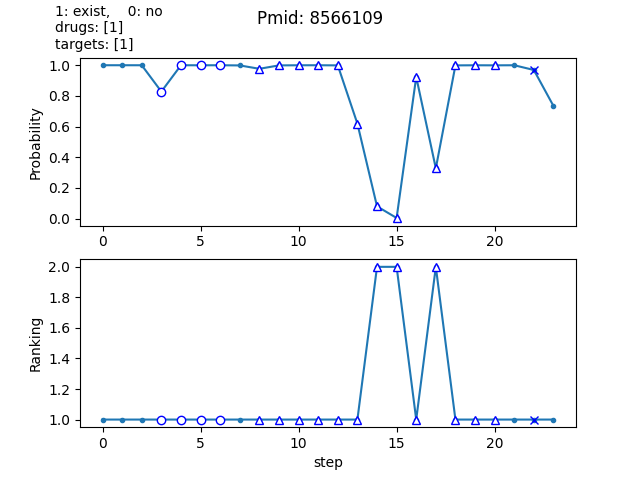 1: exist,    0: no
drugs: [1]
targets: [1]
Pmid: 8566109
Probability
1.0
0.8
0.6
0.4
0.2
0.0
0 5 10 15 20
Ranking
2.0
1.8
1.6
1.4
1.2
1.0
0 5 10 15 20
step